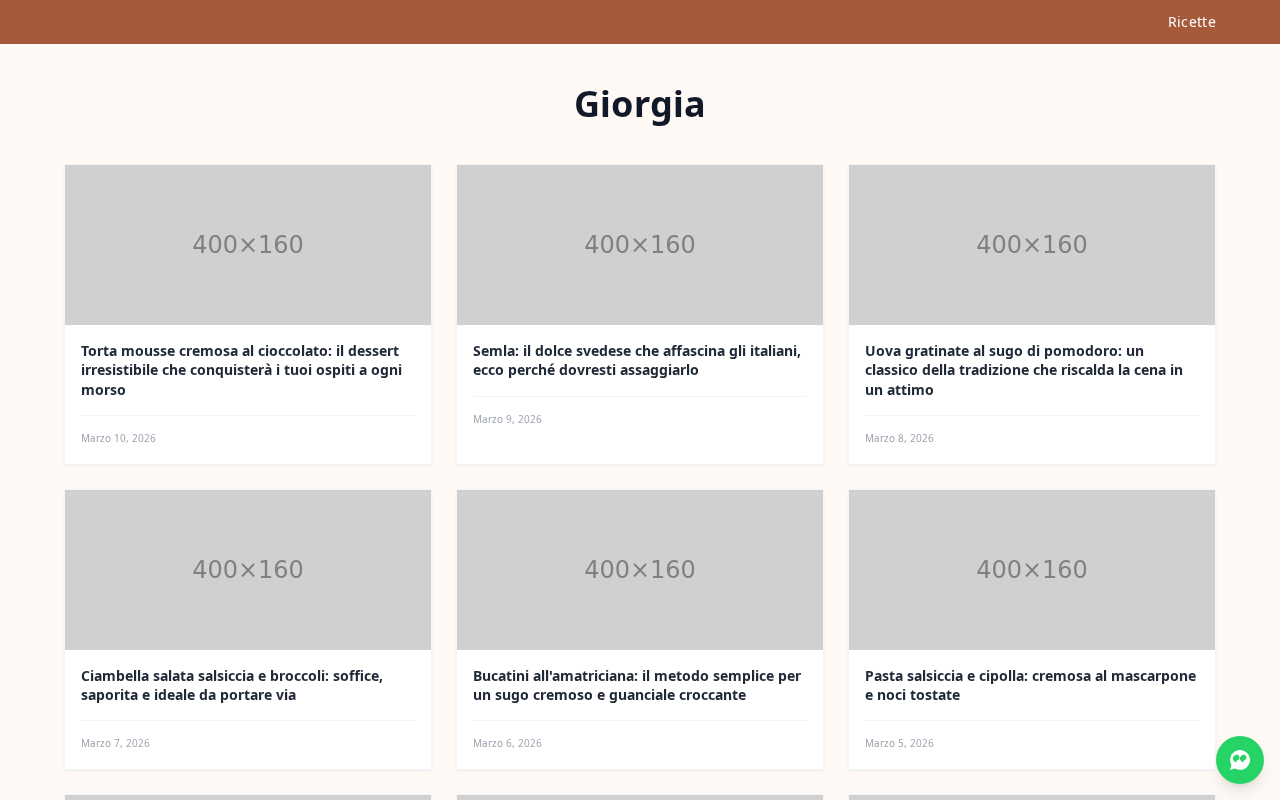 Ricette
Giorgia
400×160
400×160
400×160
Torta mousse cremosa al cioccolato: il dessert
irresistibile che conquisterà i tuoi ospiti a ogni
morso
Marzo 10, 2026
Semla: il dolce svedese che affascina gli italiani,
ecco perché dovresti assaggiarlo
Marzo 9, 2026
Uova gratinate al sugo di pomodoro: un
classico della tradizione che riscalda la cena in
un attimo
Marzo 8, 2026
400×160
400×160
400×160
Ciambella salata salsiccia e broccoli: soffice,
saporita e ideale da portare via
Marzo 7, 2026
Bucatini all'amatriciana: il metodo semplice per
un sugo cremoso e guanciale croccante
Marzo 6, 2026
Pasta salsiccia e cipolla: cremosa al mascarpone
e noci tostate
Marzo 5, 2026